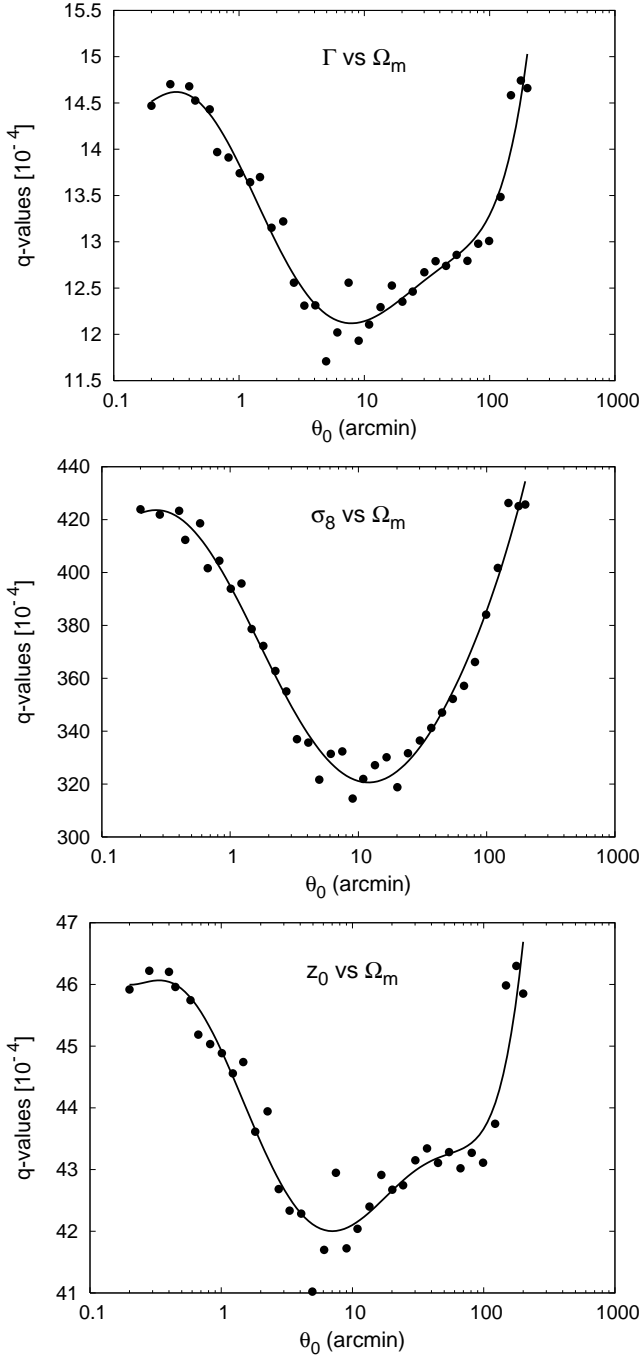 Γ vs Ωm
q-values [10-4]
15.5
15
14.5
14
13.5
13
12.5
12
11.5
0.1 1 10 100 1000
θ0 (arcmin)
σ8 vs Ωm
q-values [10-4]
440
420
400
380
360
340
320
300
0.1 1 10 100 1000
θ0 (arcmin)
z0 vs Ωm
q-values [10-4]
47
46
45
44
43
42
41
0.1 1 10 100 1000
θ0 (arcmin)